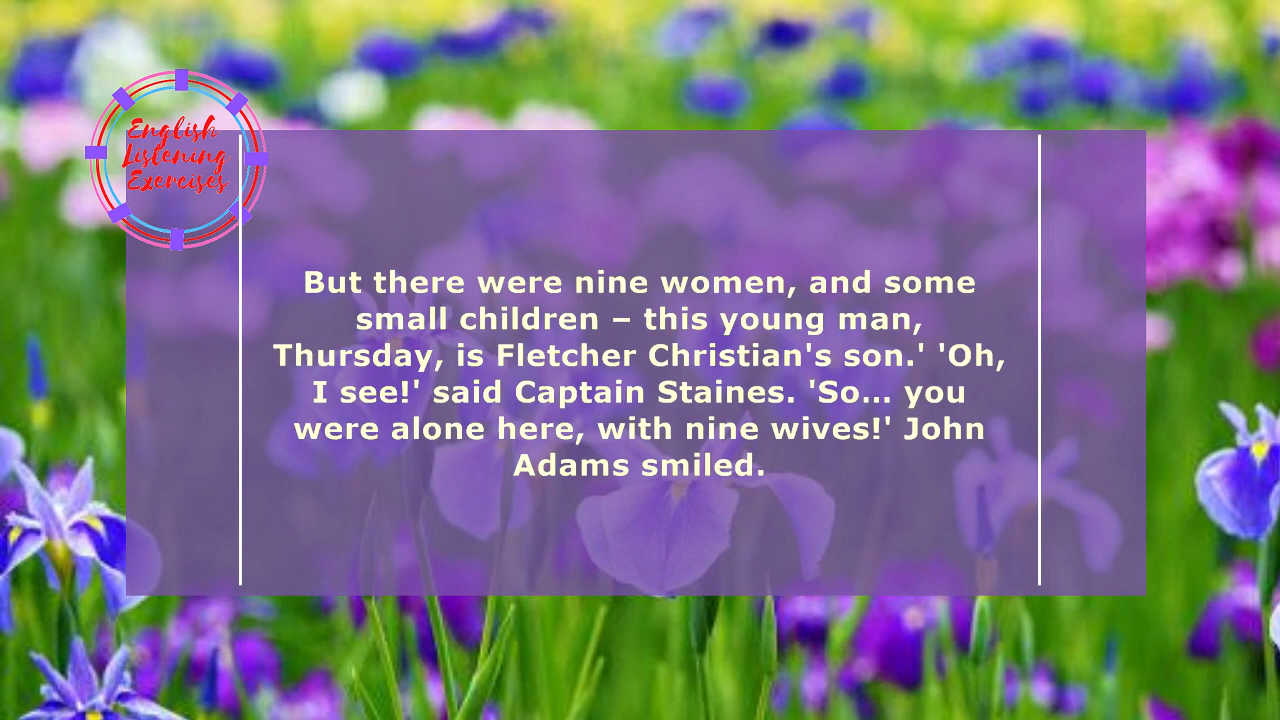 English
Listening
Exercises
But there were nine women, and some
small children – this young man,
Thursday, is Fletcher Christian's son.' 'Oh,
I see!' said Captain Staines. 'So... you
were alone here, with nine wives!' John
Adams smiled.